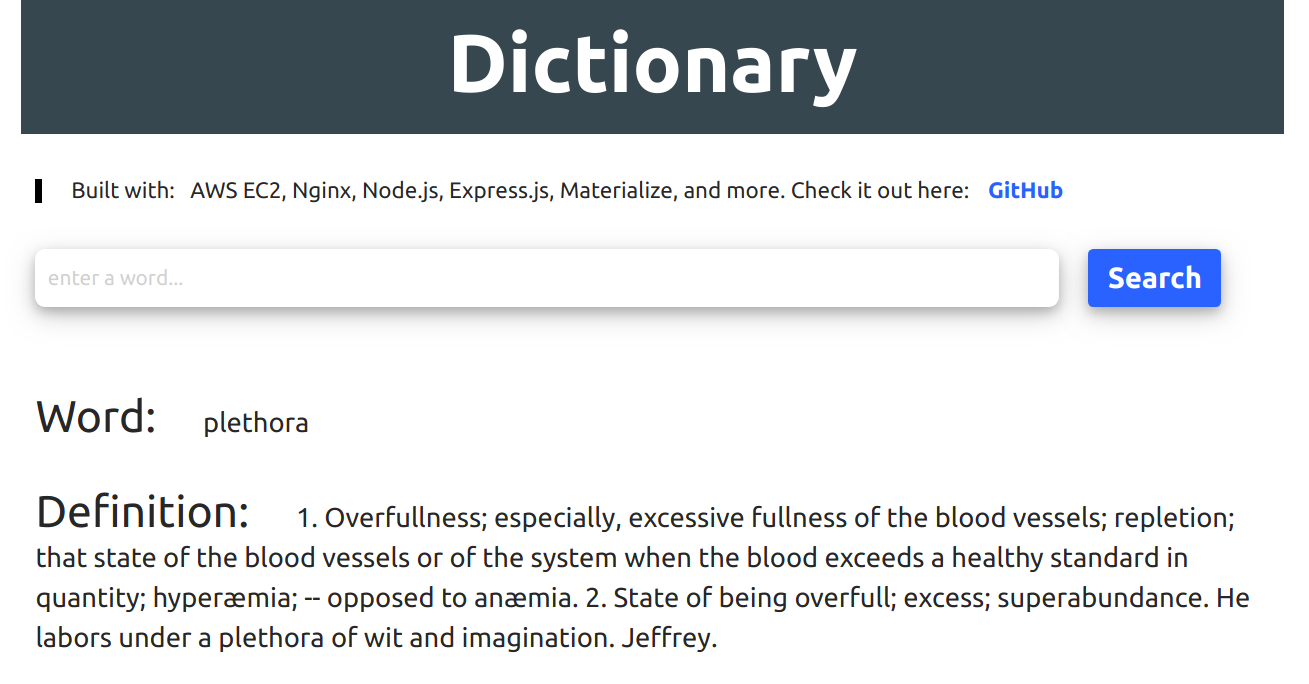 Dictionary
Built with: AWS EC2, Nginx, Node.js, Express.js, Materialize, and more. Check it out here: GitHub
enter a word...
Search
Word: plethora
Definition: 1. Overfullness; especially, excessive fullness of the blood vessels; repletion;
that state of the blood vessels or of the system when the blood exceeds a healthy standard in
quantity; hyperæmia; -- opposed to anæmia. 2. State of being overfull; excess; superabundance. He
labors under a plethora of wit and imagination. Jeffrey.